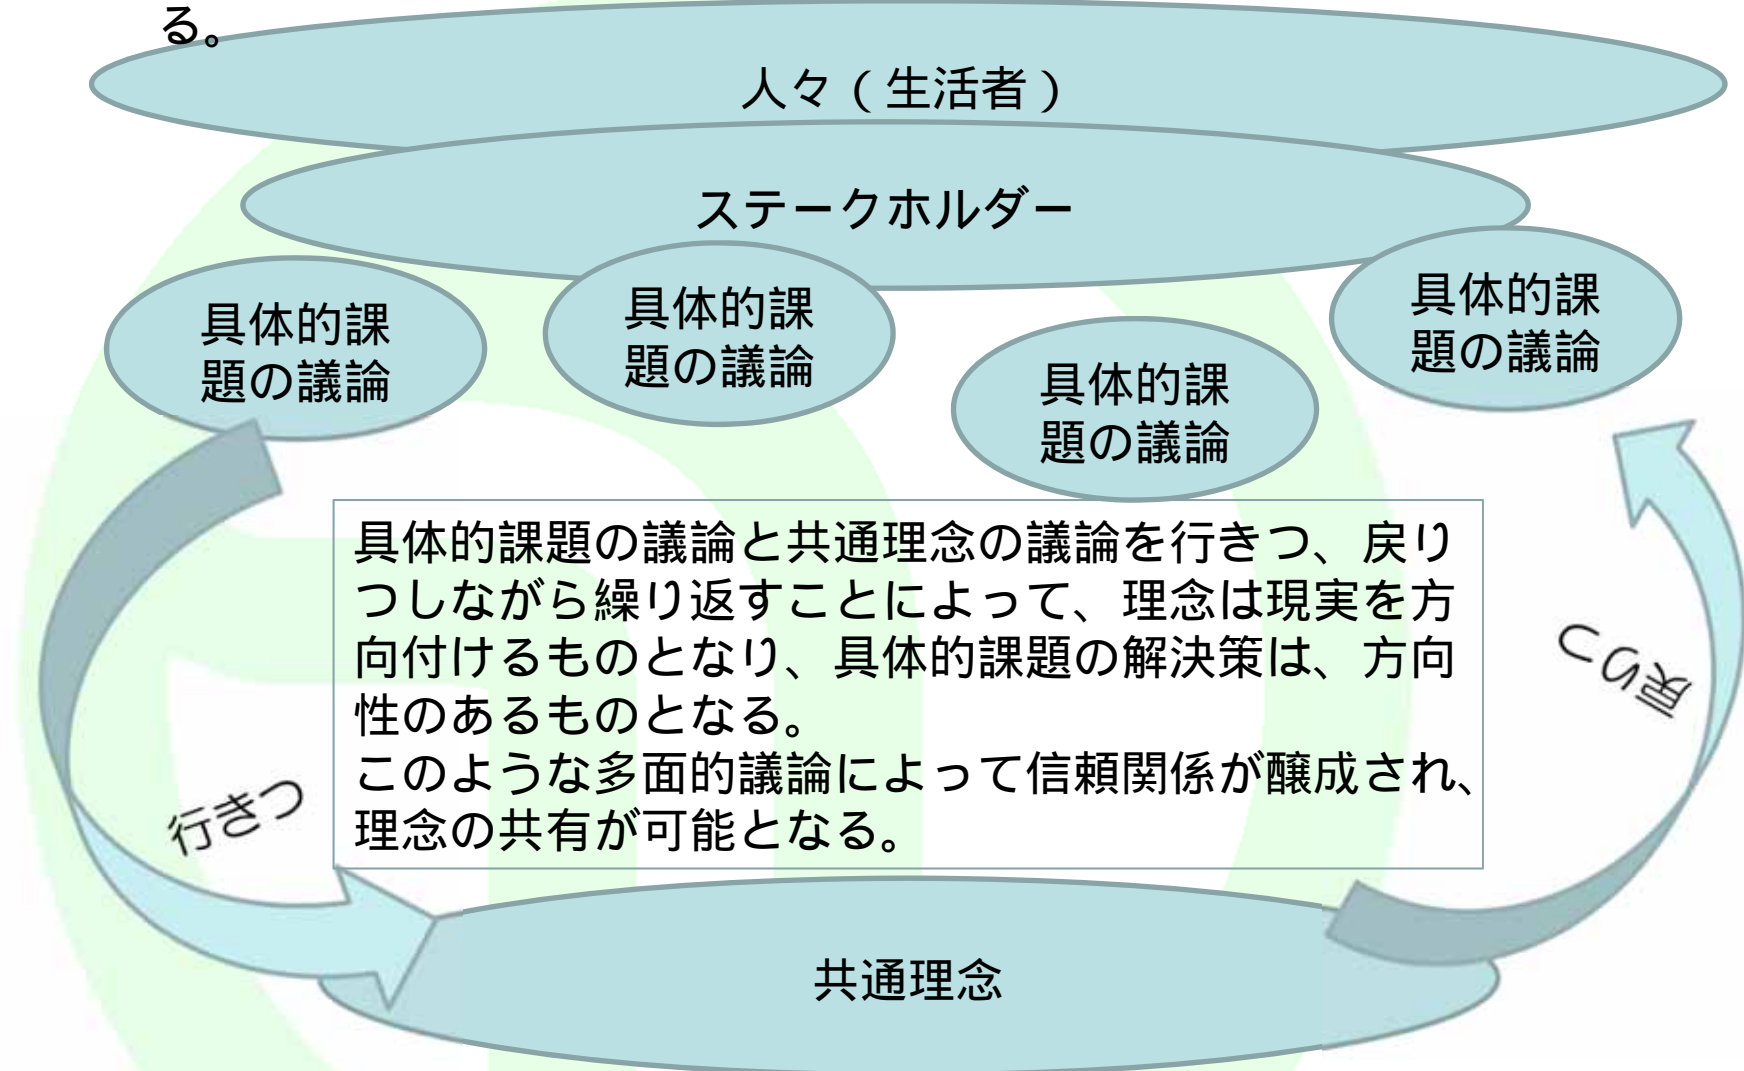 る。
人々(生活者)
ステークホルダー
具体的課
題の議論
具体的課
題の議論
具体的課
題の議論
具体的課
題の議論
具体的課題の議論と共通理念の議論を行きつ、戻り
つしながら繰り返すことによって、理念は現実を方
向付けるものとなり、具体的課題の解決策は、方向
性のあるものとなる。
このような多面的議論によって信頼関係が醸成され、
理念の共有が可能となる。
行きつ
戻りつ
共通理念